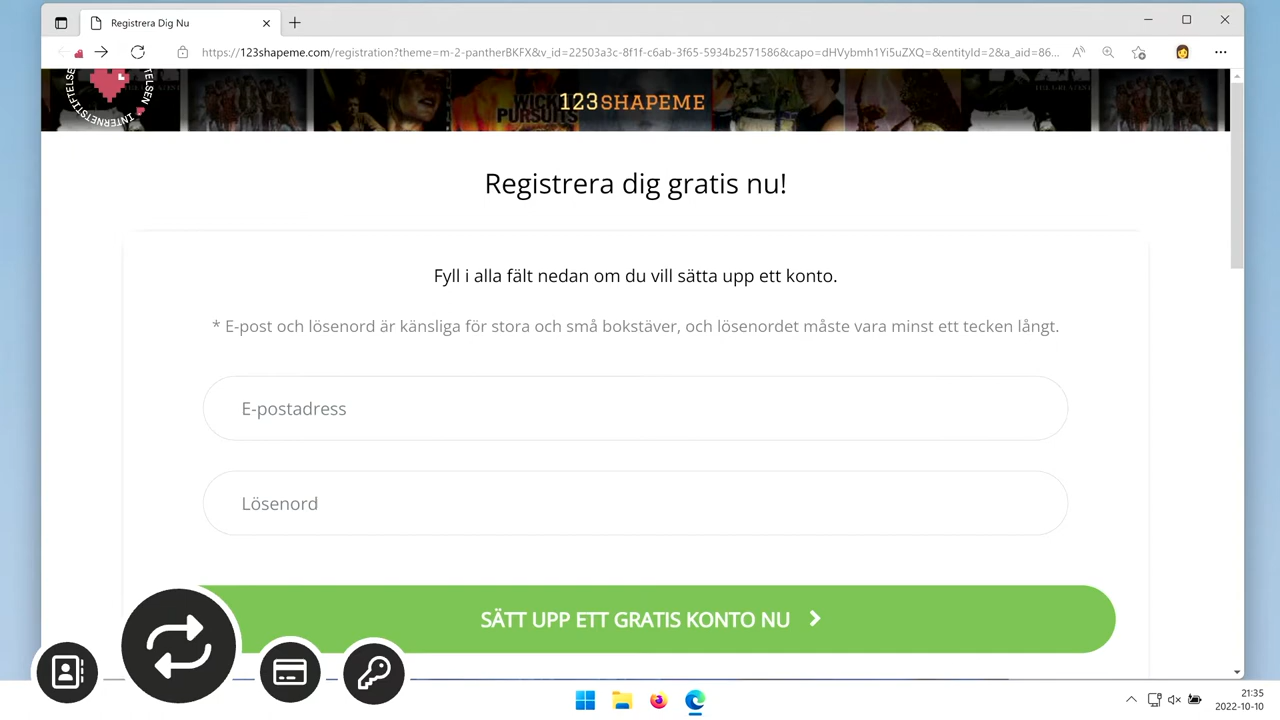 Registrera Dig Nu
https://123shapeme.com/registration?theme=m-2-pantherBKFX&v_id=22503a3c-8f1f-c6ab-3f65-5934b2571586&capo=dHVybmh1Yi5uZXQ=&entityId=2&a_aid=86...
INTERNETSTIFTELSEN
WICK
PURSUITS
123SHAPEME
Registrera dig gratis nu!
Fyll i alla fält nedan om du vill sätta upp ett konto.
* E-post och lösenord är känsliga för stora och små bokstäver, och lösenordet måste vara minst ett tecken långt.
E-postadress
Lösenord
SÄTT UPP ETT GRATIS KONTO NU
21:35
2022-10-10